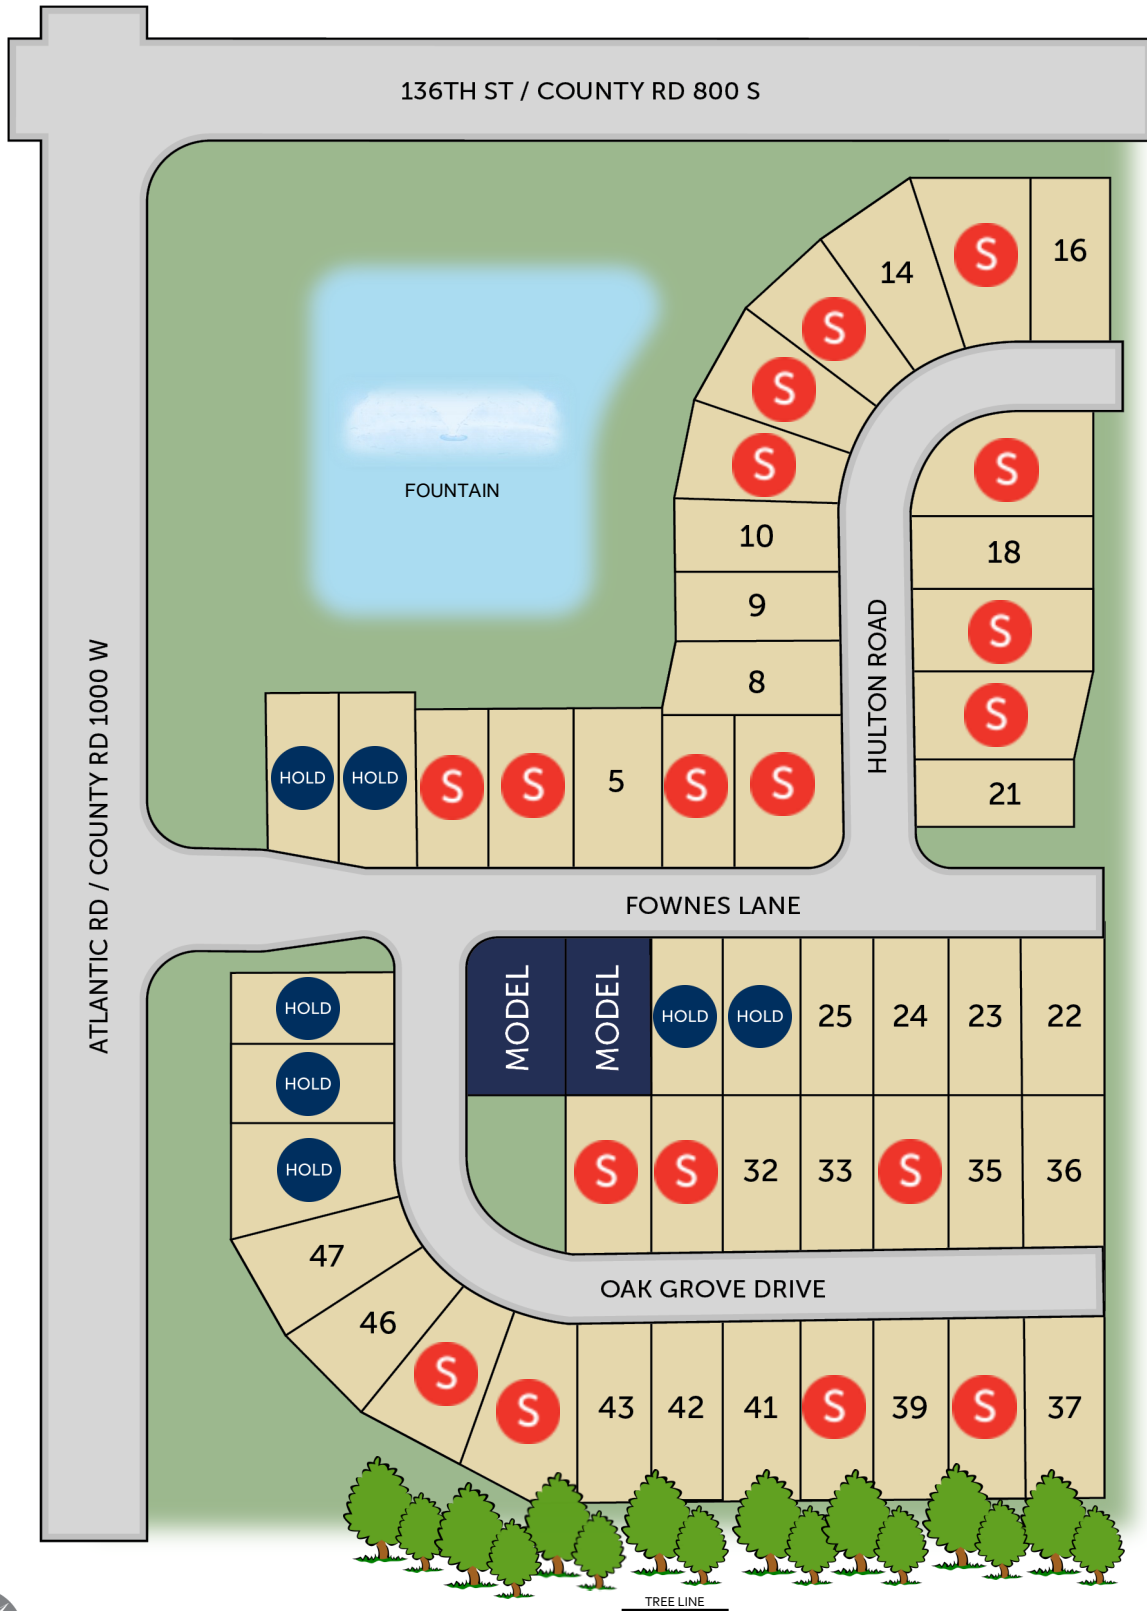 136TH ST / COUNTY RD 800 S
S
16
14
S
S
S
FOUNTAIN
S
10
18
9
S
8
S
21
HULTON ROAD
ATLANTIC RD / COUNTY RD 1000 W
HOLD
HOLD
S
S
5
S
S
FOWNES LANE
HOLD
MODEL
MODEL
HOLD
HOLD
25
24
23
22
HOLD
HOLD
S
S
32
33
S
35
36
47
OAK GROVE DRIVE
46
S
S
43
42
41
S
39
S
37
TREE LINE